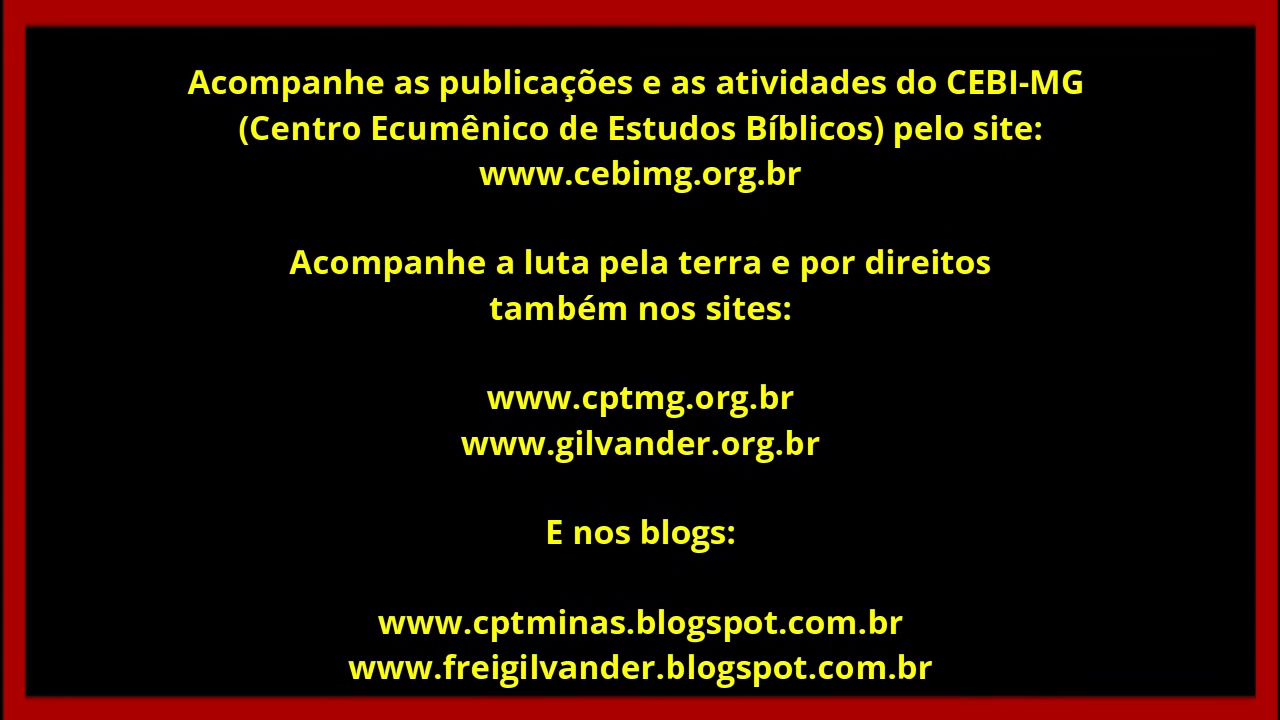 Acompanhe as publicações e as atividades do CEBI-MG
(Centro Ecumênico de Estudos Bíblicos) pelo site:
www.cebimg.org.br
Acompanhe a luta pela terra e por direitos
também nos sites:
www.cptmg.org.br
www.gilvander.org.br
E nos blogs:
www.cptminas.blogspot.com.br
www.freigilvander.blogspot.com.br